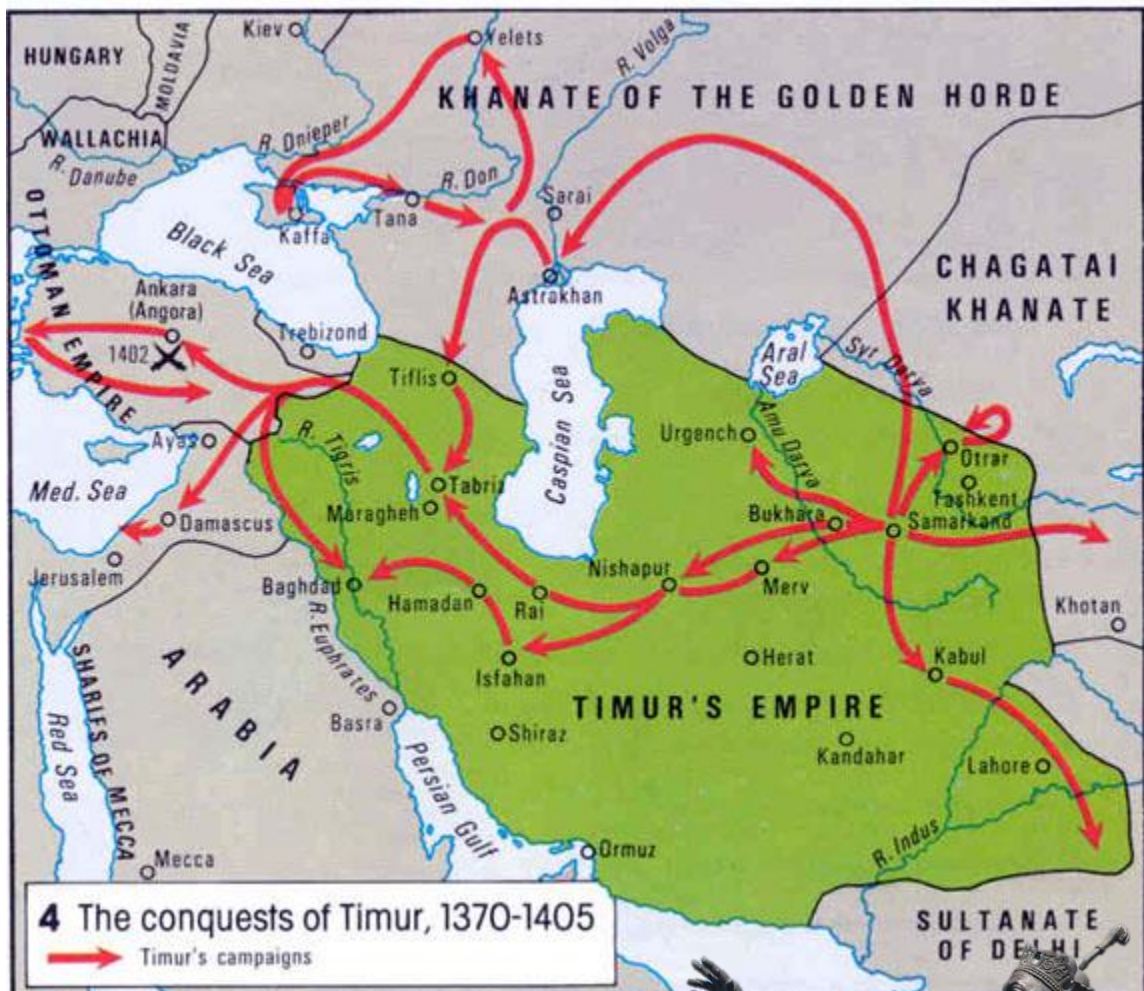 Kiev
Yelets
R. Volga
HUNGARY
MOLDAVIA
KHANATE OF THE GOLDEN HORDE
WALLACHIA
R. Dnieper
R. Danube
R. Don
Sarai
Tana
Kaffa
OTTOMAN EMPIRE
Black Sea
Astrakhan
CHAGATAI
KHANATE
Ankara
(Angora)
Trebizond
1402
Aral
Sea
Syr Darya
Tiflis
Caspian Sea
Amu Darya
Urgench
Otrar
Ayas
R. Tigris
Tabriz
Tashkent
Med. Sea
Maragheh
Bukhara
Samarkand
Damascus
Jerusalem
Baghdad
Hamadan
Rai
Nishapur
Merv
Khotan
R. Euphrates
Isfahan
Herat
Kabul
ARABIA
Basra
Shiraz
TIMUR'S EMPIRE
Kandahar
Lahore
Red Sea
SHARIFS OF MECCA
Persian Gulf
R. Indus
Ormuz
Mecca
4 The conquests of Timur, 1370-1405
Timur's campaigns
SULTANATE
OF DELHI